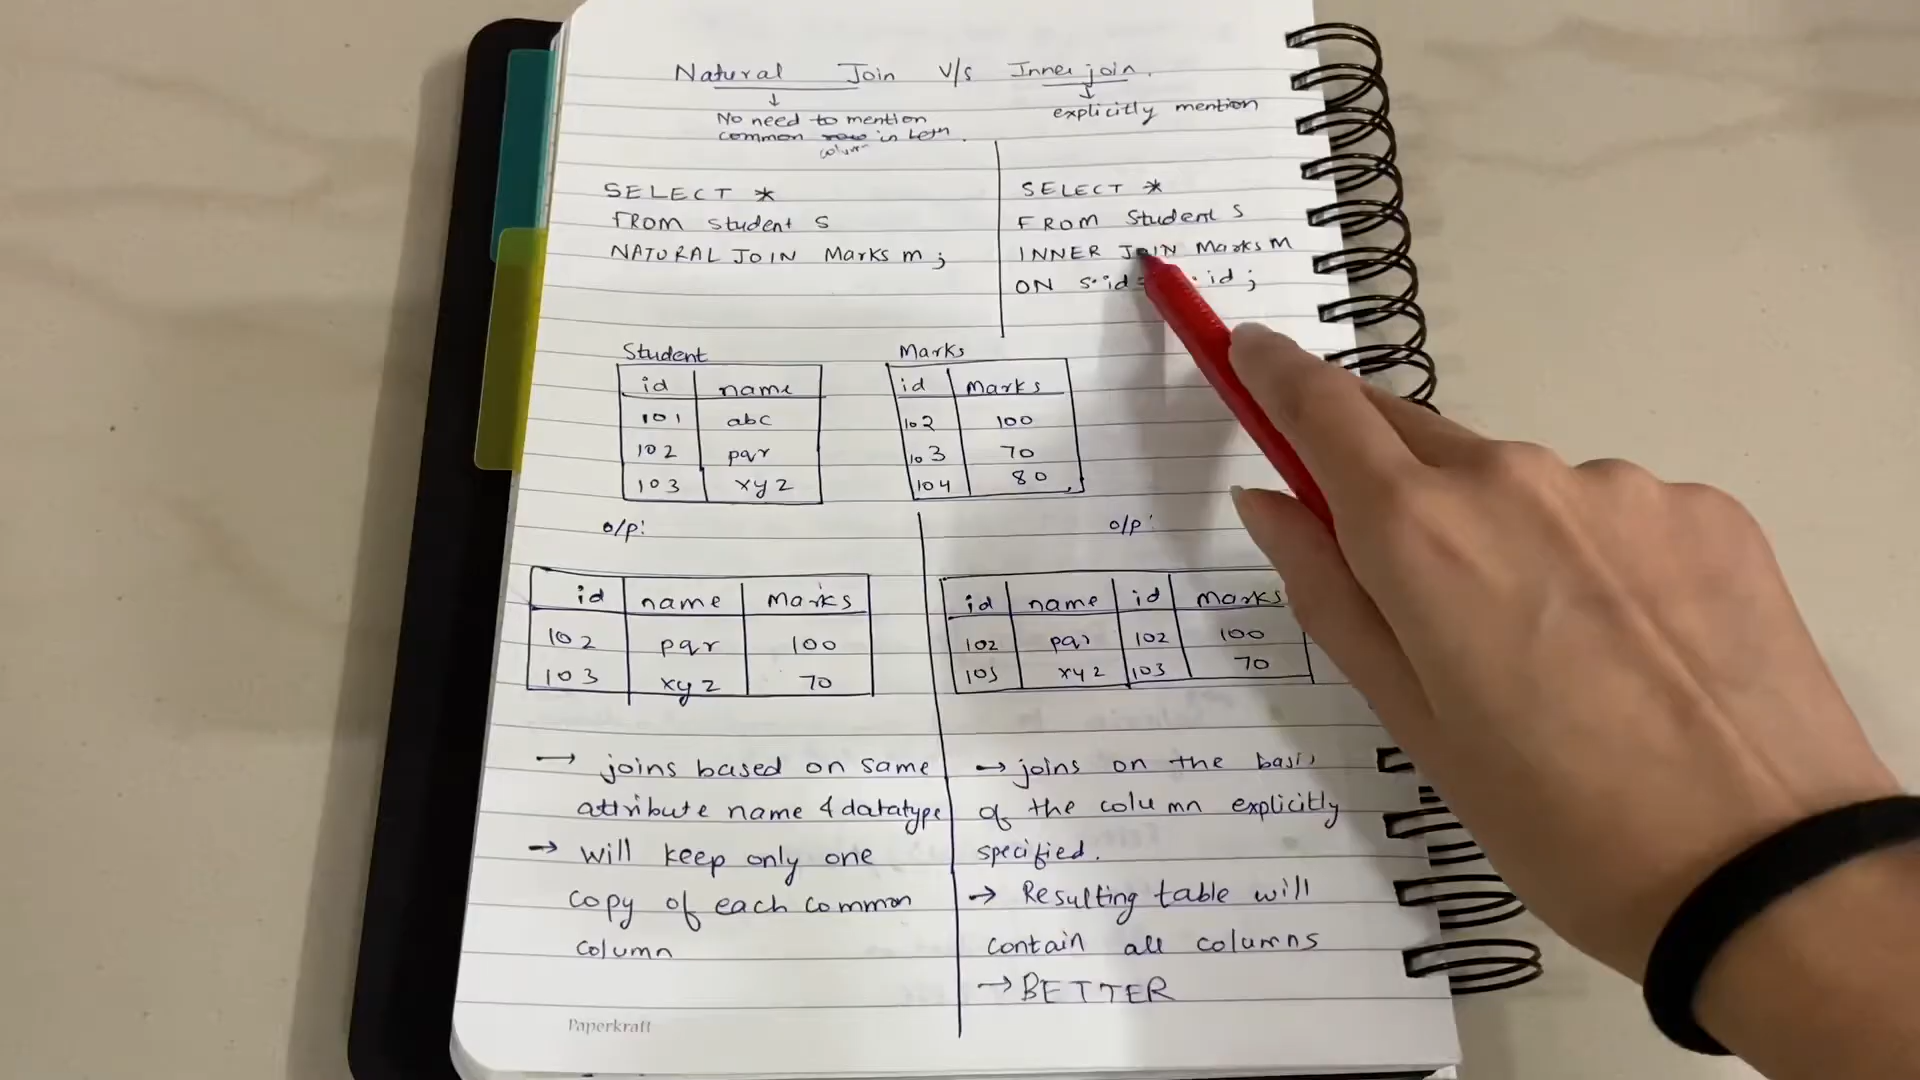 Natural Join V/s Inner join.
↓ ↓
No need to mention
common row in both.
column
explicitly mention
SELECT *
FROM Student S
NATURAL JOIN Marks m ;
SELECT *
FROM Student S
INNER JOIN Marks M
ON s.id = .id ;
Student
id name
101 abc
102 pqr
103 xyz
Marks
id Marks
102 100
103 70
104 80
o/p:
id name Marks
102 pqr 100
103 xyz 70
o/p:
id name id marks
102 pqr 102 100
103 xyz 103 70
→ joins based on same
attribute name & datatype
→ will keep only one
copy of each common
column
→ joins on the basis
of the column explicitly
specified.
→ Resulting table will
contain all columns
→ BETTER
Paperkraft